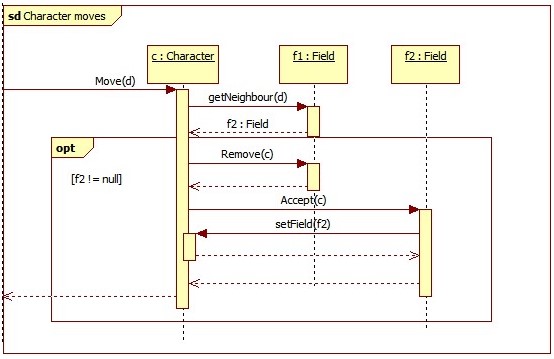 sd Character moves
c : Character
f1 : Field
f2 : Field
Move(d)
getNeighbour(d)
f2 : Field
opt
Remove(c)
[f2 != null]
Accept(c)
setField(f2)